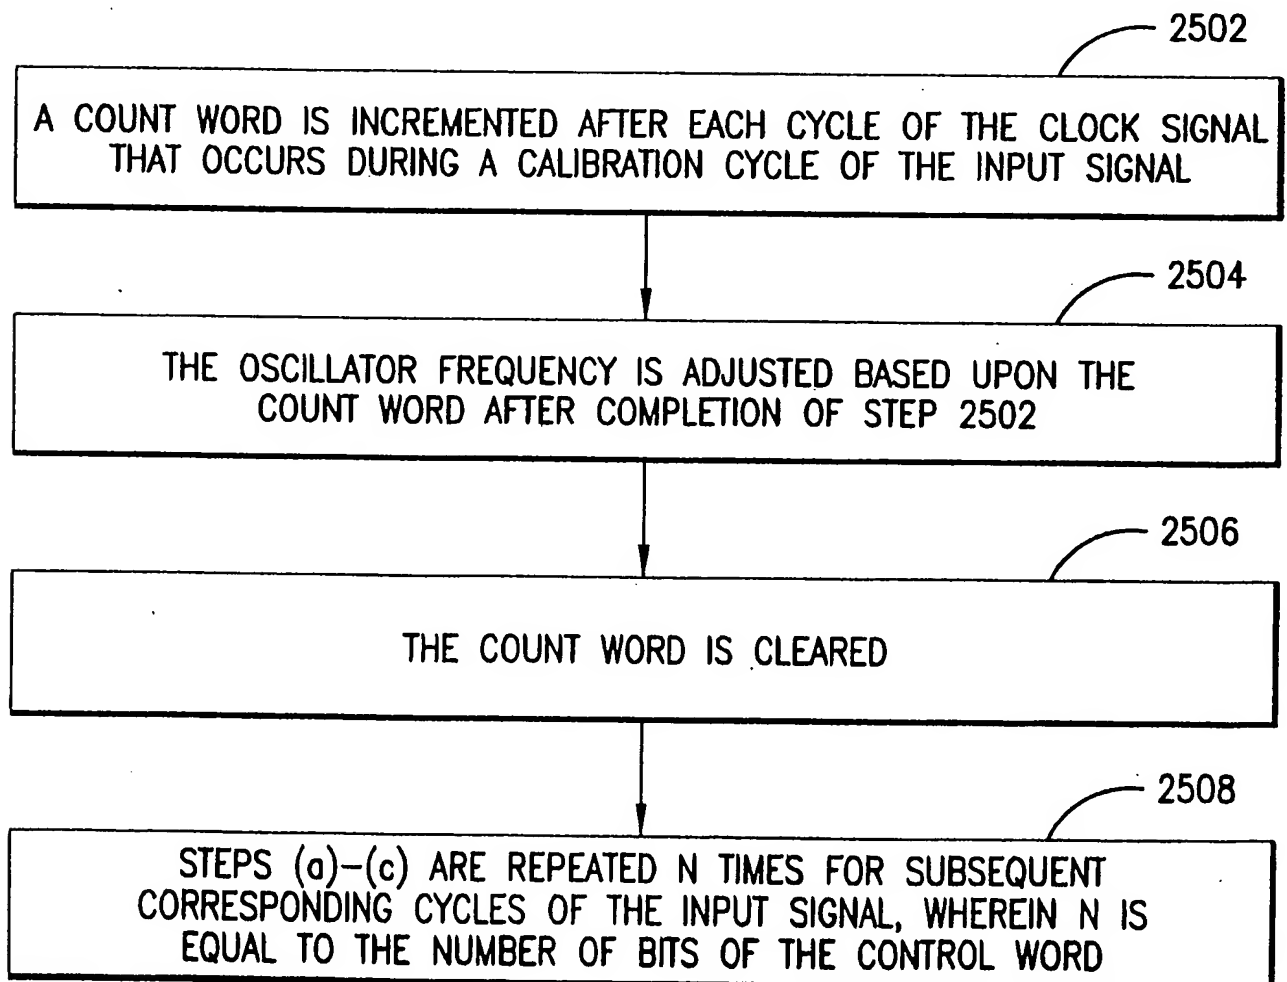 2502
A COUNT WORD IS INCREMENTED AFTER EACH CYCLE OF THE CLOCK SIGNAL
THAT OCCURS DURING A CALIBRATION CYCLE OF THE INPUT SIGNAL
2504
THE OSCILLATOR FREQUENCY IS ADJUSTED BASED UPON THE
COUNT WORD AFTER COMPLETION OF STEP 2502
2506
THE COUNT WORD IS CLEARED
2508
STEPS (a)-(c) ARE REPEATED N TIMES FOR SUBSEQUENT
CORRESPONDING CYCLES OF THE INPUT SIGNAL, WHEREIN N IS
EQUAL TO THE NUMBER OF BITS OF THE CONTROL WORD